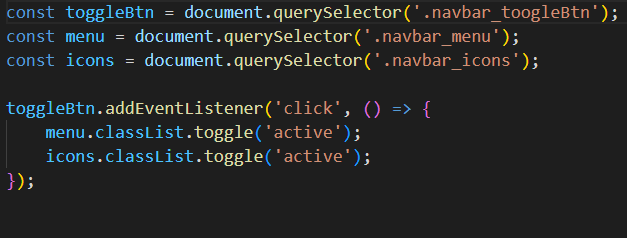 const toggleBtn = document.querySelector('.navbar_toogleBtn');
const menu = document.querySelector('.navbar_menu');
const icons = document.querySelector('.navbar_icons');

toggleBtn.addEventListener('click', () => {
    menu.classList.toggle('active');
    icons.classList.toggle('active');
});